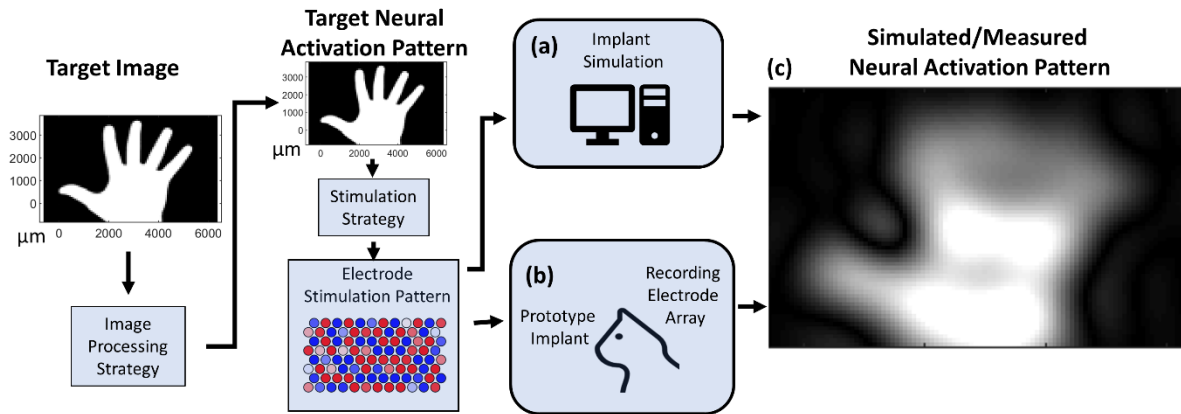 Target Image
3000
2000
1000
0
μm
0
2000
4000
6000
Image
Processing
Strategy
Target Neural
Activation Pattern
3000
2000
1000
0
μm
0
2000
4000
6000
Stimulation
Strategy
Electrode
Stimulation Pattern
(a)
Implant
Simulation
(b)
Prototype
Implant
Recording
Electrode
Array
Simulated/Measured
(c)
Neural Activation Pattern